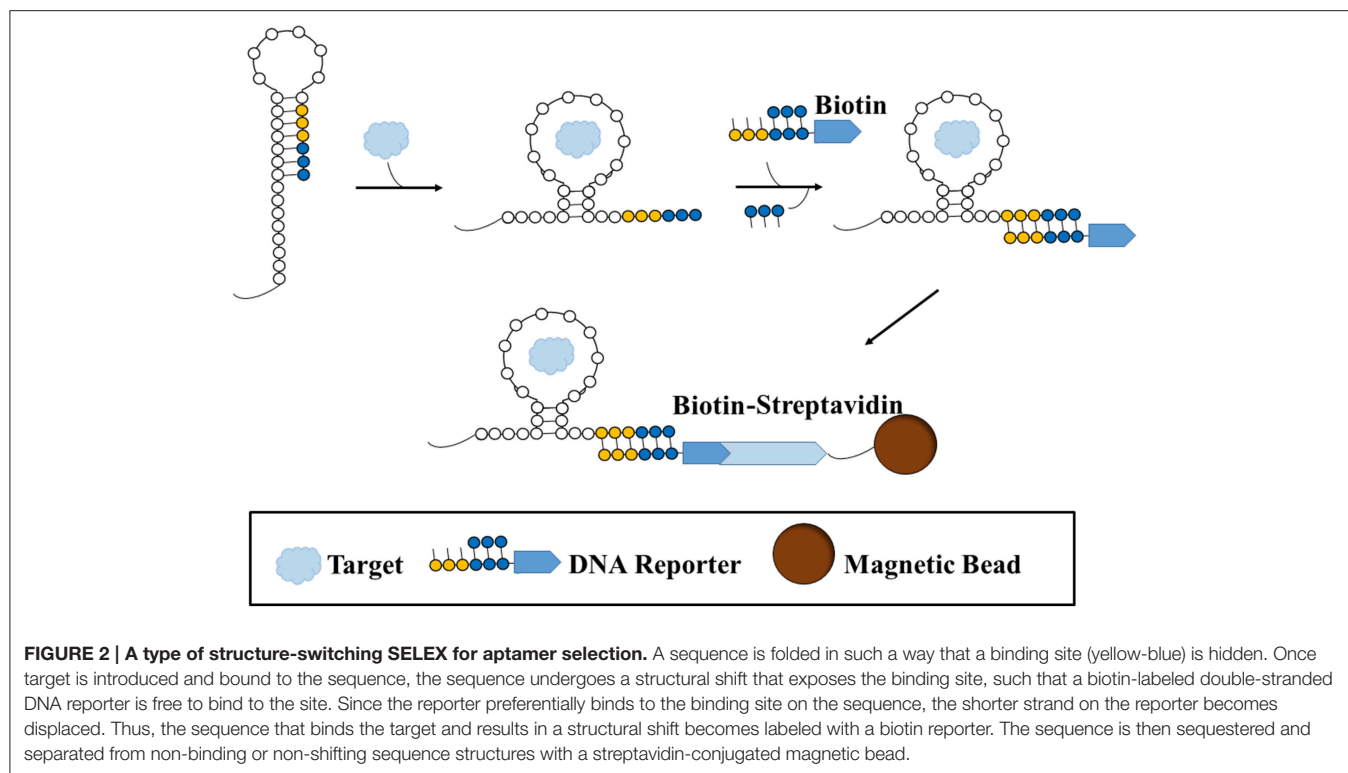 Biotin
Biotin-Streptavidin
Target
DNA Reporter
Magnetic Bead
FIGURE 2 | A type of structure-switching SELEX for aptamer selection. A sequence is folded in such a way that a binding site (yellow-blue) is hidden. Once
target is introduced and bound to the sequence, the sequence undergoes a structural shift that exposes the binding site, such that a biotin-labeled double-stranded
DNA reporter is free to bind to the site. Since the reporter preferentially binds to the binding site on the sequence, the shorter strand on the reporter becomes
displaced. Thus, the sequence that binds the target and results in a structural shift becomes labeled with a biotin reporter. The sequence is then sequestered and
separated from non-binding or non-shifting sequence structures with a streptavidin-conjugated magnetic bead.